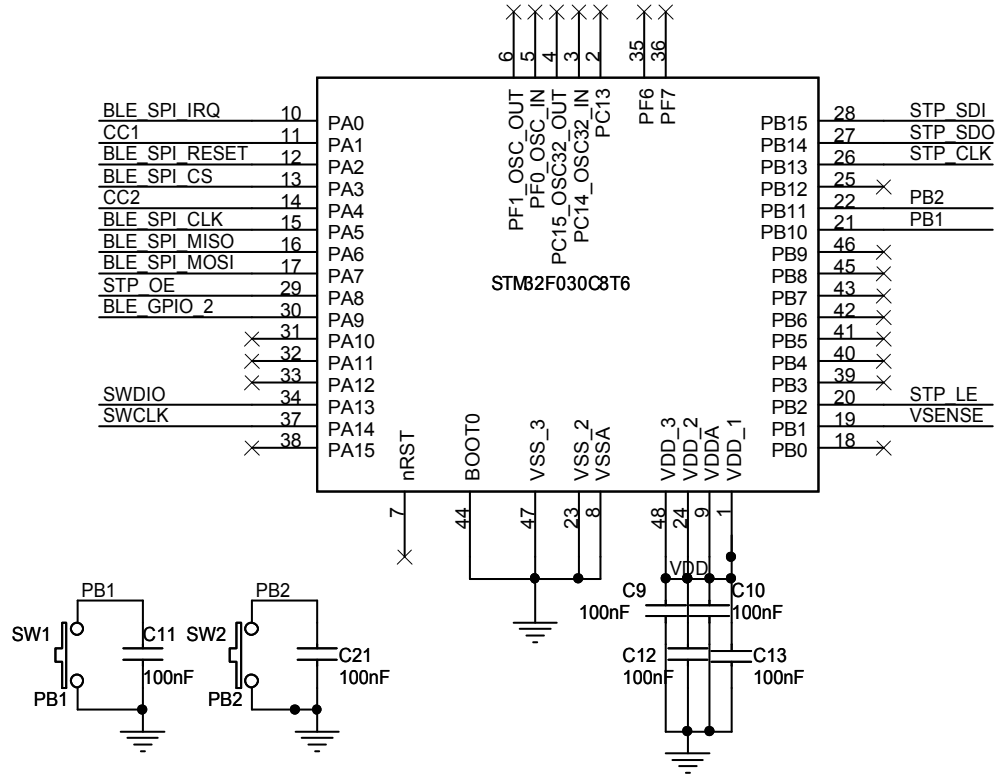 6 5 4 3 2 35 36
PF1_OSC_OUT PF0_OSC_IN PC15_OSC32_OUT PC14_OSC32_IN PC13 PF6 PF7
BLE_SPI_IRQ 10 PA0
CC1 11 PA1
BLE_SPI_RESET 12 PA2
BLE_SPI_CS 13 PA3
CC2 14 PA4
BLE_SPI_CLK 15 PA5
BLE_SPI_MISO 16 PA6
BLE_SPI_MOSI 17 PA7
STP_OE 29 PA8
BLE_GPIO_2 30 PA9
31 PA10
32 PA11
33 PA12
SWDIO 34 PA13
SWCLK 37 PA14
38 PA15
STM32F030C8T6
PB15 28 STP_SDI
PB14 27 STP_SDO
PB13 26 STP_CLK
PB12 25
PB11 22 PB2
PB10 21 PB1
PB9 46
PB8 45
PB7 43
PB6 42
PB5 41
PB4 40
PB3 39
PB2 20 STP_LE
PB1 19 VSENSE
PB0 18
nRST BOOT0 VSS_3 VSS_2 VSSA VDD_3 VDD_2 VDDA VDD_1
7 44 47 23 8 48 24 9 1
VDD
C9 C10
100nF 100nF
C12 C13
100nF 100nF
PB1 PB2
SW1 C11 SW2 C21
100nF 100nF
PB1 PB2